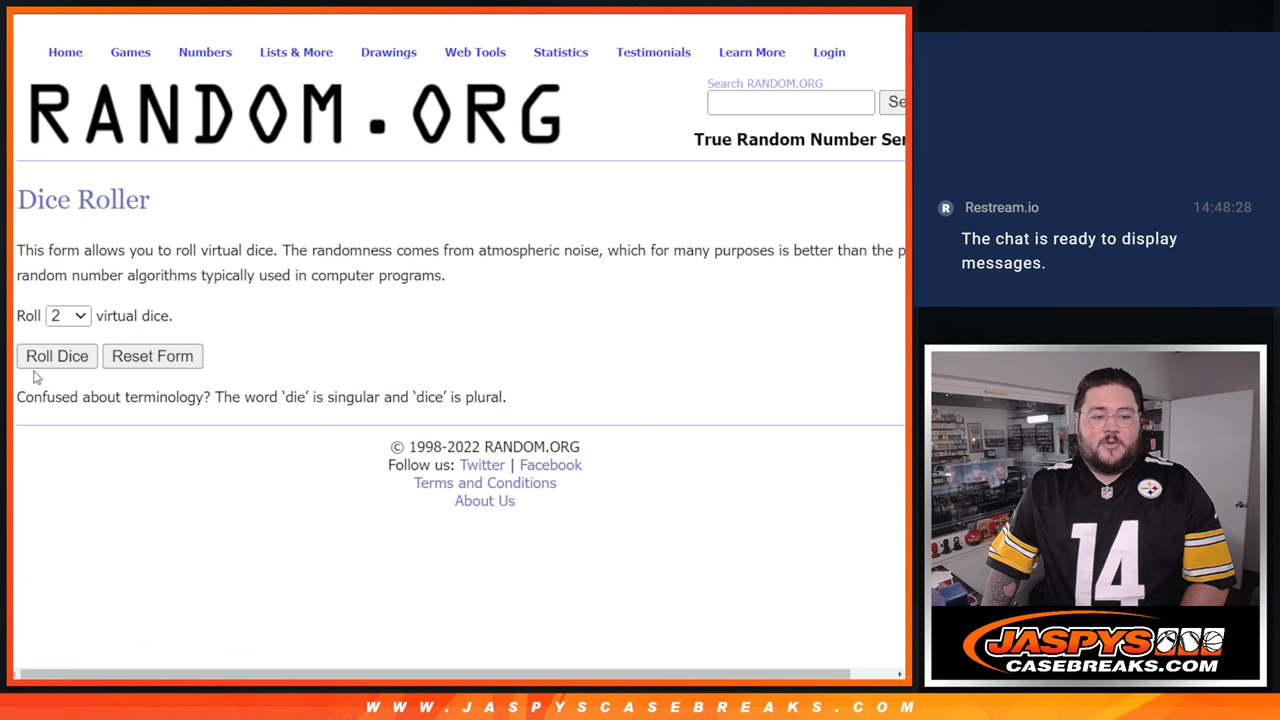 Home Games Numbers Lists & More Drawings Web Tools Statistics Testimonials Learn More Login
RANDOM.ORG
Search RANDOM.ORG
Se
True Random Number Ser
Dice Roller
This form allows you to roll virtual dice. The randomness comes from atmospheric noise, which for many purposes is better than the p
random number algorithms typically used in computer programs.
Roll 2 virtual dice.
Roll Dice Reset Form
Confused about terminology? The word ‘die’ is singular and ‘dice’ is plural.
© 1998-2022 RANDOM.ORG
Follow us: Twitter | Facebook
Terms and Conditions
About Us
R Restream.io 14:48:28
The chat is ready to display
messages.
14
JASPYS
CASEBREAKS.COM
WWW.JASPYSCASEBREAKS.COM